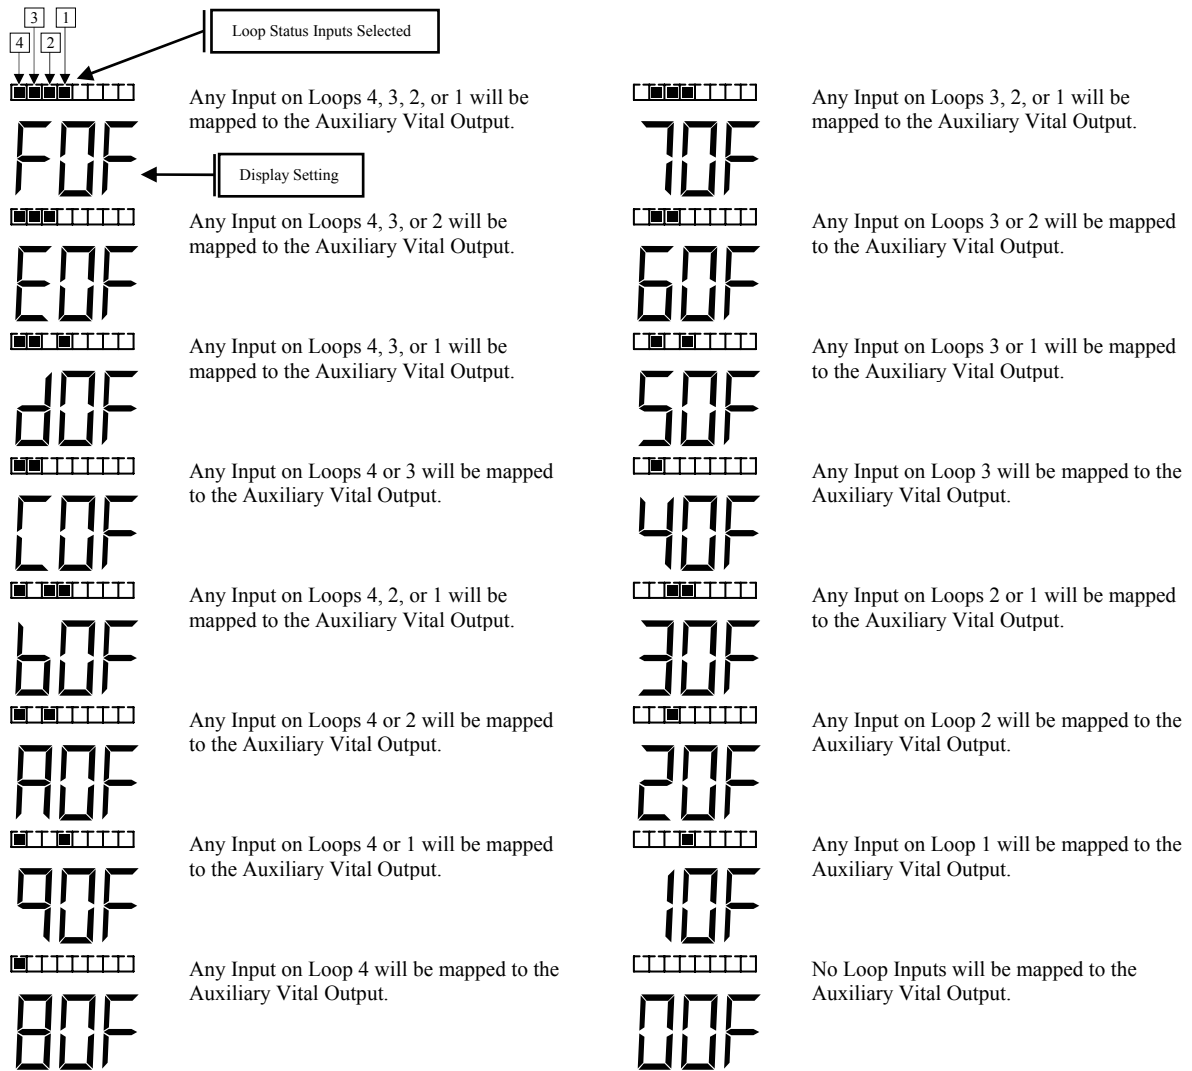 3
1
4
2
Loop Status Inputs Selected
Any Input on Loops 4, 3, 2, or 1 will be
mapped to the Auxiliary Vital Output.
F0F
Display Setting
Any Input on Loops 4, 3, or 2 will be
mapped to the Auxiliary Vital Output.
E0F
Any Input on Loops 4, 3, or 1 will be
mapped to the Auxiliary Vital Output.
d0F
Any Input on Loops 4 or 3 will be mapped
to the Auxiliary Vital Output.
C0F
Any Input on Loops 4, 2, or 1 will be
mapped to the Auxiliary Vital Output.
b0F
Any Input on Loops 4 or 2 will be mapped
to the Auxiliary Vital Output.
A0F
Any Input on Loops 4 or 1 will be mapped
to the Auxiliary Vital Output.
90F
Any Input on Loop 4 will be mapped to the
Auxiliary Vital Output.
80F
Any Input on Loops 3, 2, or 1 will be
mapped to the Auxiliary Vital Output.
70F
Any Input on Loops 3 or 2 will be mapped
to the Auxiliary Vital Output.
60F
Any Input on Loops 3 or 1 will be mapped
to the Auxiliary Vital Output.
50F
Any Input on Loop 3 will be mapped to the
Auxiliary Vital Output.
40F
Any Input on Loops 2 or 1 will be mapped
to the Auxiliary Vital Output.
30F
Any Input on Loop 2 will be mapped to the
Auxiliary Vital Output.
20F
Any Input on Loop 1 will be mapped to the
Auxiliary Vital Output.
10F
No Loop Inputs will be mapped to the
Auxiliary Vital Output.
00F